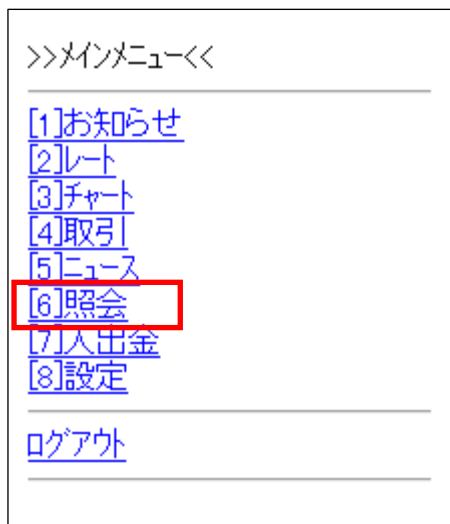 >>メインメニュー<<
[1]お知らせ
[2]レート
[3]チャート
[4]取引
[5]ニュース
[6]照会
[7]入出金
[8]設定
ログアウト